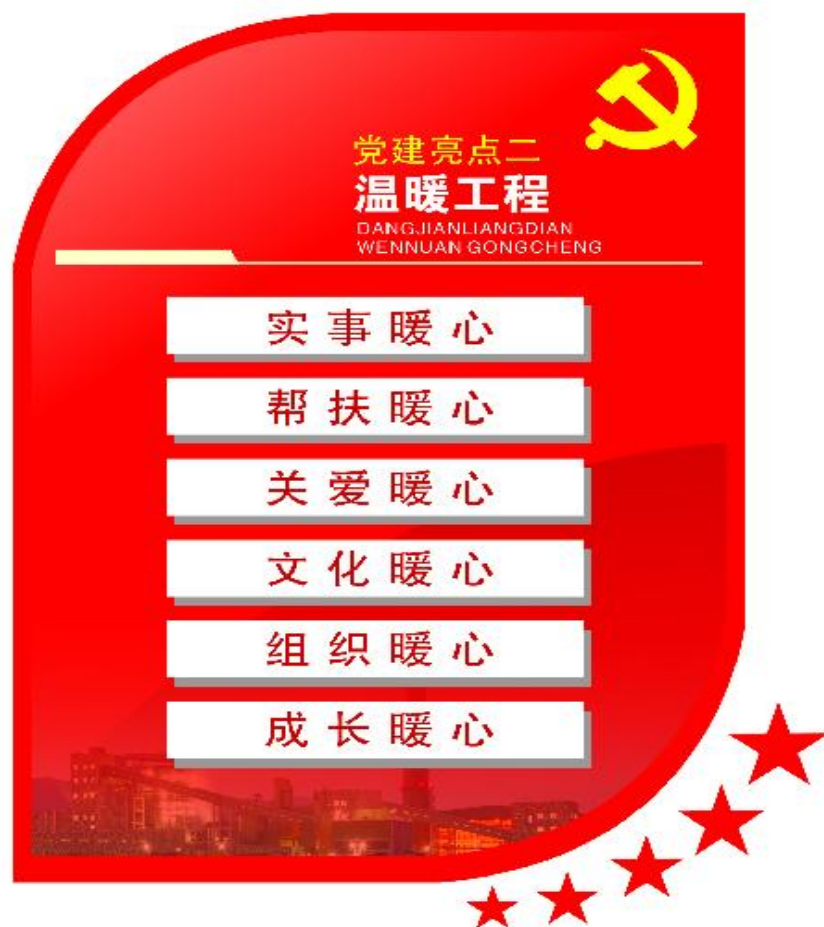 党建亮点二
温暖工程
DANGJIANLIANGDIAN
WENNUAN GONGCHENG
实事暖心
帮扶暖心
关爱暖心
文化暖心
组织暖心
成长暖心